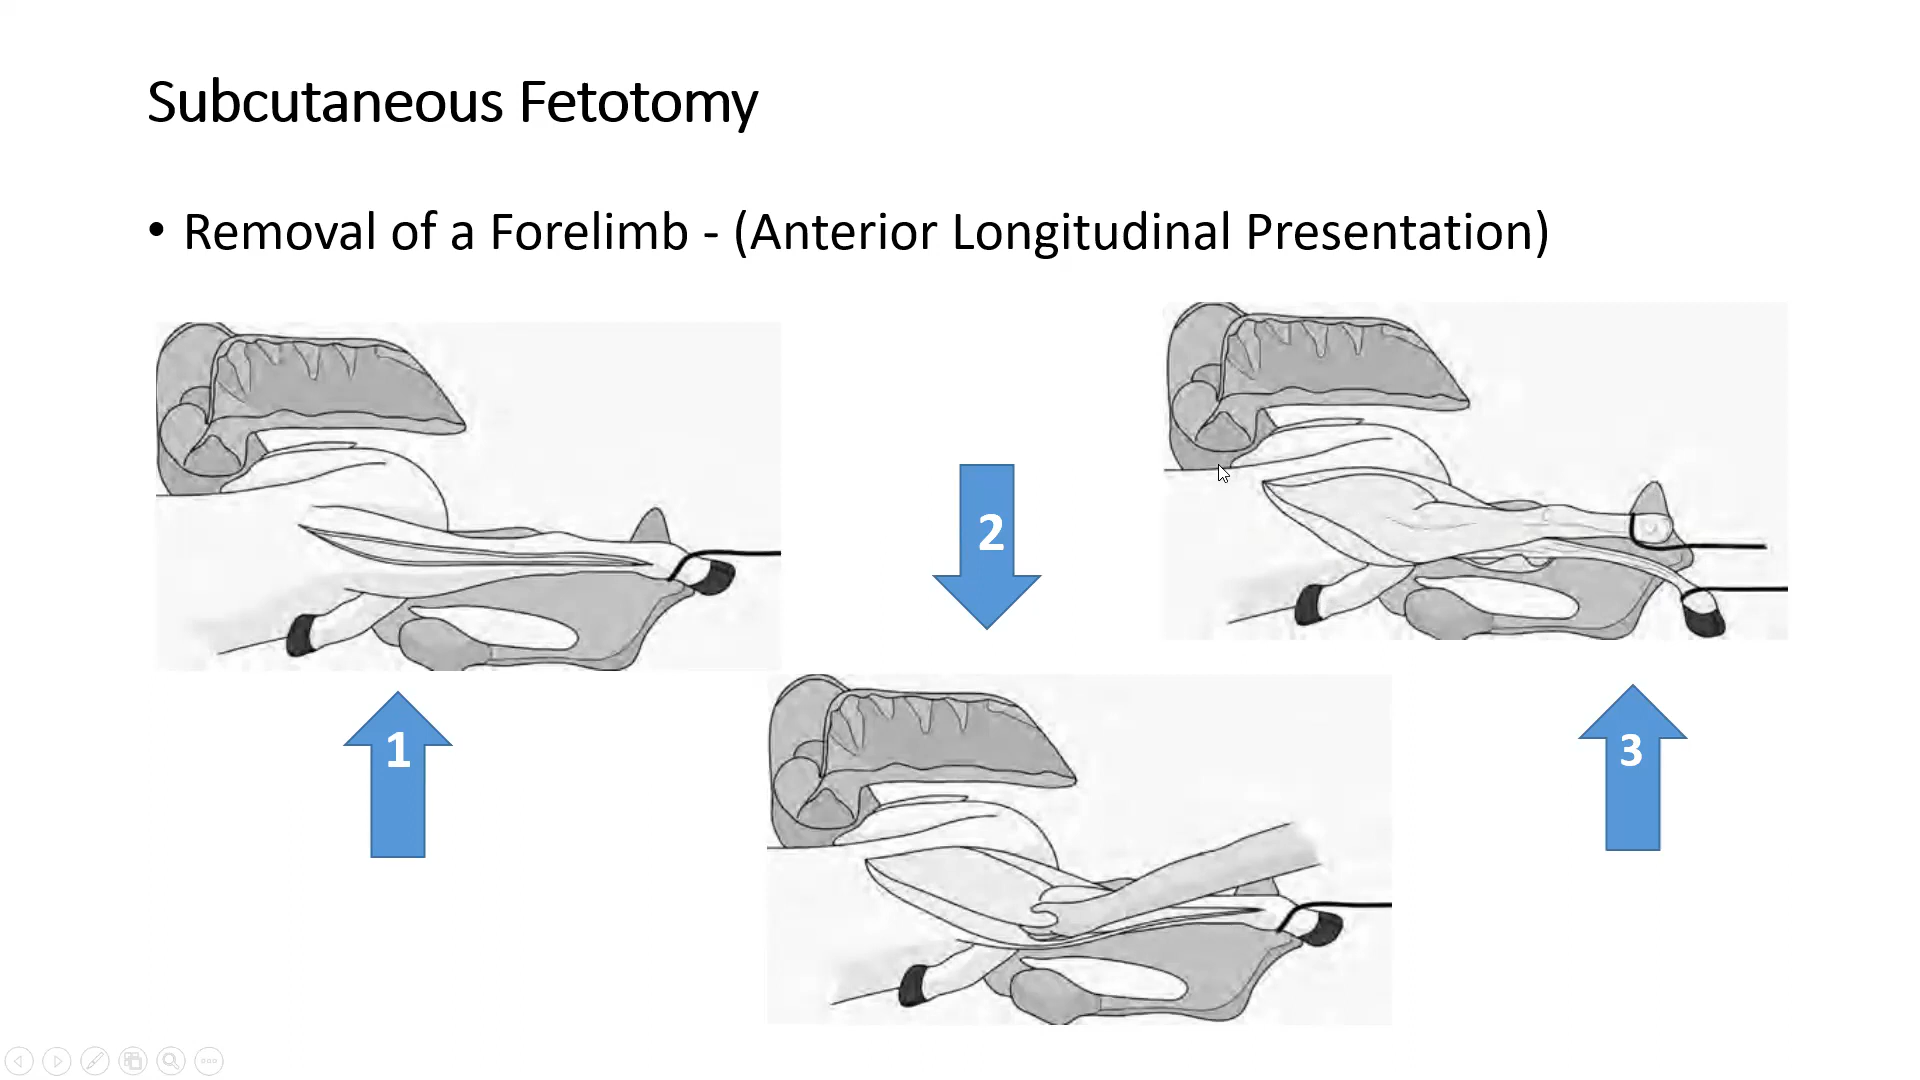 Subcutaneous Fetotomy
• Removal of a Forelimb - (Anterior Longitudinal Presentation)
1
2
3